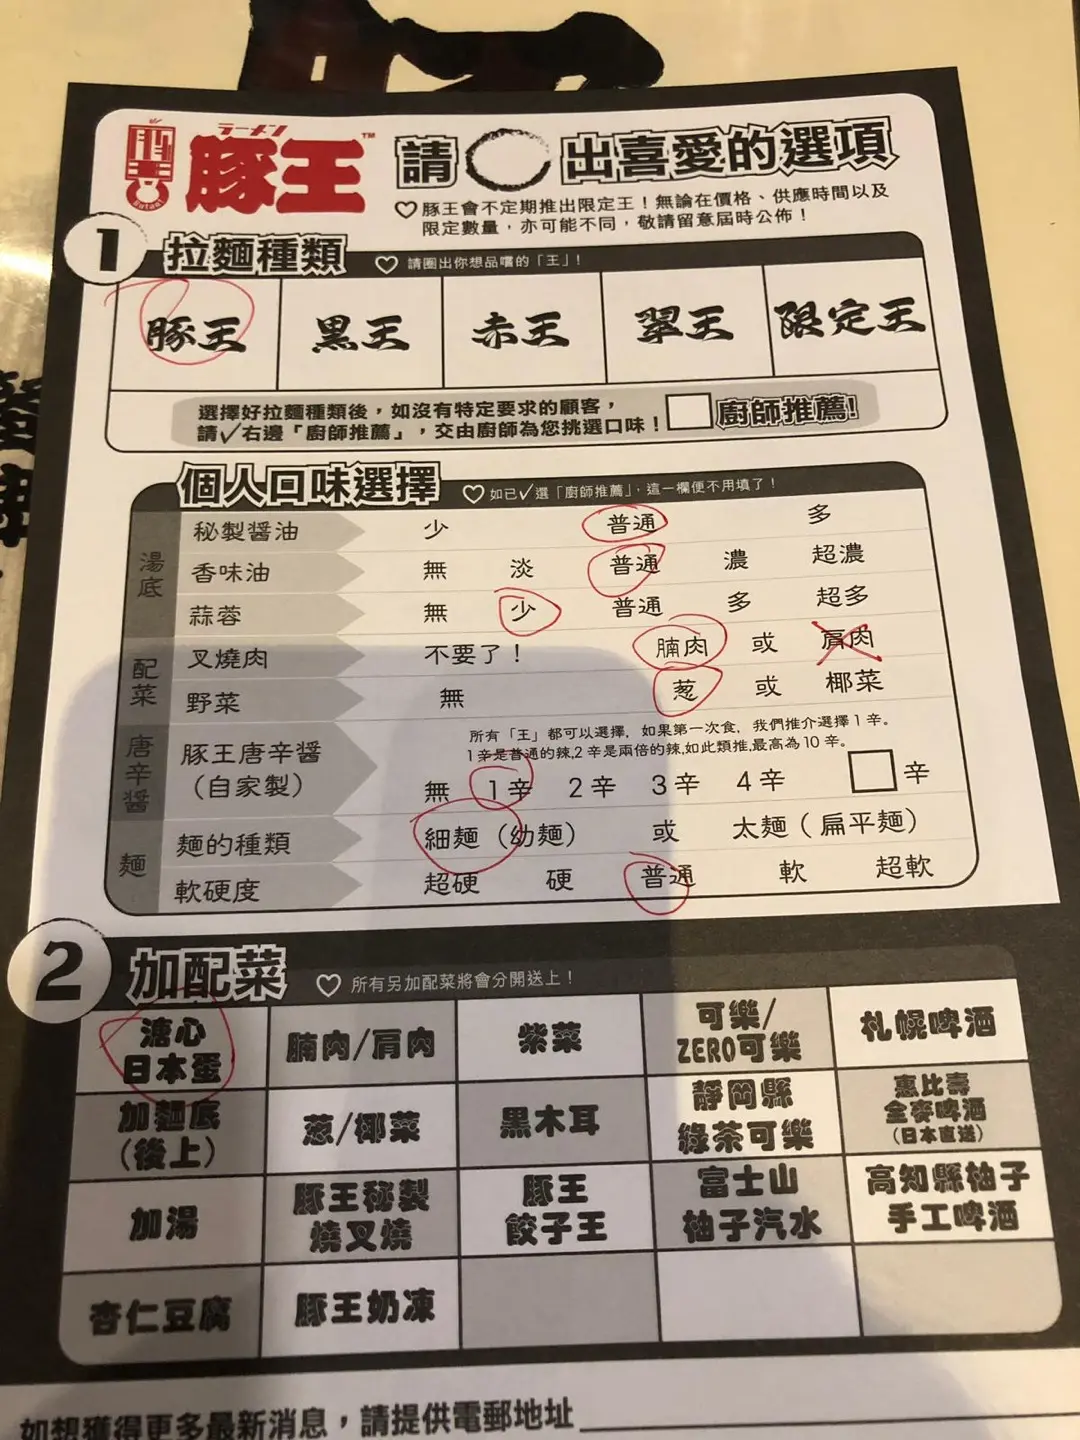 ラーメン
豚王™
Butao!
請 出喜愛的選項
豚王會不定期推出限定王！無論在價格、供應時間以及
限定數量，亦可能不同，敬請留意屆時公佈！
1 拉麵種類 請圈出你想品嚐的「王」！
豚王 黑王 赤王 翠王 限定王
選擇好拉麵種類後，如沒有特定要求的顧客，
請✓右邊「廚師推薦」，交由廚師為您挑選口味！ 廚師推薦!
個人口味選擇 如已✓選「廚師推薦」，這一欄便不用填了！
湯底
秘製醬油 少 普通 多
香味油 無 淡 普通 濃 超濃
蒜蓉 無 少 普通 多 超多
配菜
叉燒肉 不要了！ 腩肉 或 肩肉
野菜 無 葱 或 椰菜
唐辛醬
所有「王」都可以選擇，如果第一次食，我們推介選擇1辛。
1辛是普通的辣,2辛是兩倍的辣,如此類推,最高為10辛。
豚王唐辛醬
（自家製） 無 1辛 2辛 3辛 4辛 辛
麵
麵的種類 細麵（幼麵） 或 太麵（扁平麵）
軟硬度 超硬 硬 普通 軟 超軟
2 加配菜 所有另加配菜將會分開送上！
溏心
日本蛋
腩肉/肩肉
紫菜
可樂/
ZERO可樂
札幌啤酒
加麵底
（後上）
葱/椰菜
黑木耳
靜岡縣
綠茶可樂
惠比壽
全麥啤酒
（日本直送）
加湯
豚王秘製
燒叉燒
豚王
餃子王
富士山
柚子汽水
高知縣柚子
手工啤酒
杏仁豆腐
豚王奶凍
如想獲得更多最新消息，請提供電郵地址